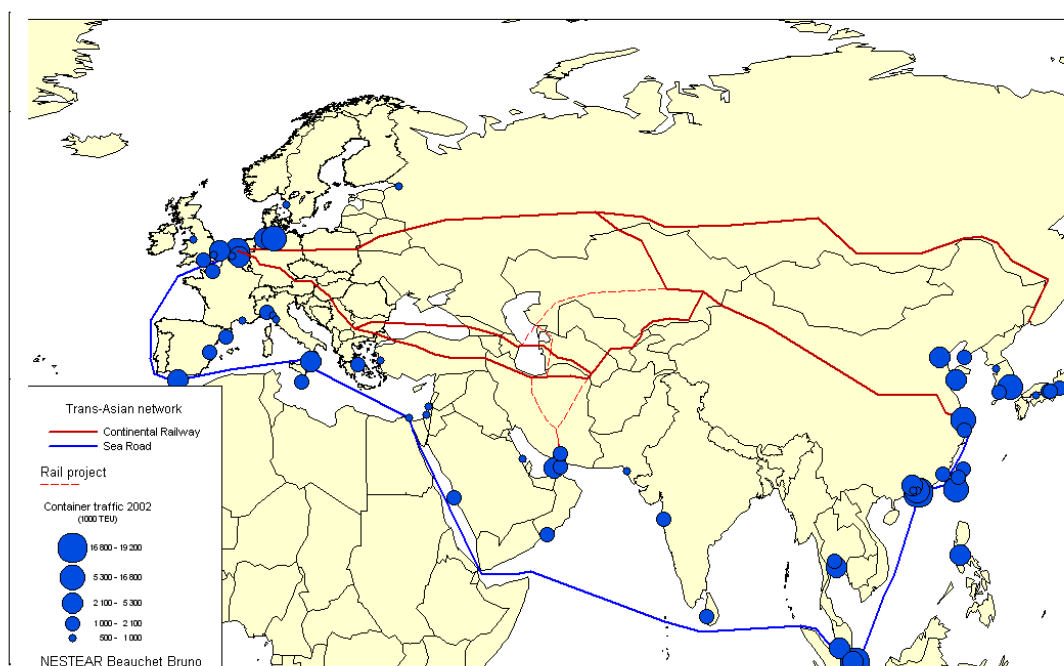 Trans-Asian network
Continental Railway
Sea Road
Rail project
Container traffic 2002
(1000 TEU)
16 800 - 19 200
5 300 - 16 800
2 100 - 5 300
1 000 - 2 100
500 - 1 000
NESTEAR Beauchet Bruno